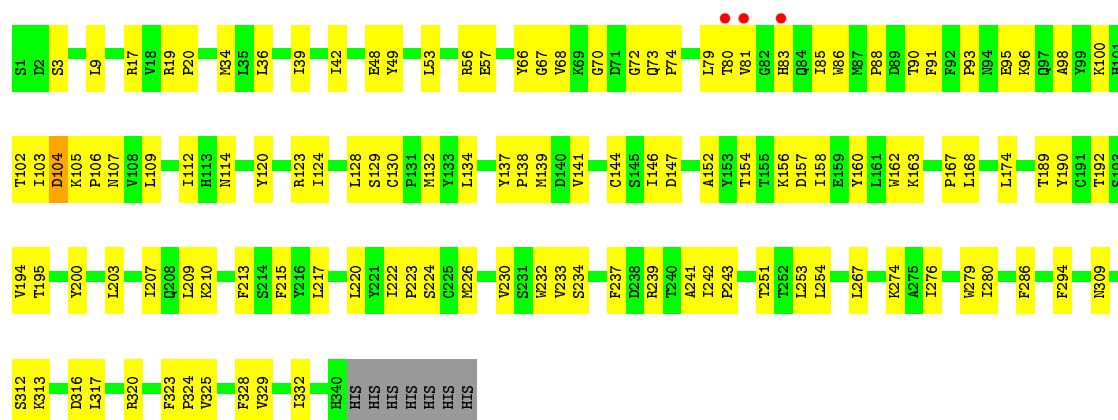 S1 D2 S3 L9 R17 V18 R19 P20 M34 L35 L36 I39 I42 E48 Y49 L53 R56 E57 Y66 G67 V68 K69 G70 D71 G72 Q73 P74 L79 T80 V81 G82 H83 Q84 I85 W86 M87 P88 D89 T90 F91 F92 P93 N94 E95 K96 Q97 A98 Y99 K100 H101
T102 I103 D104 K105 P106 N107 V108 L109 I112 H113 N114 Y120 R123 I124 L128 S129 C130 P131 M132 Y133 L134 Y137 P138 M139 D140 V141 C144 S145 I146 D147 A152 Y153 T154 T155 K156 D157 I158 E159 Y160 L161 W162 K163 P167 L168 L174 T189 Y190 C191 T192 S193
V194 T195 Y200 L203 I207 Q208 L209 K210 F213 S214 F215 Y216 L217 L220 Y221 I222 P223 S224 C225 M226 V230 S231 W232 V233 S234 F237 D238 R239 T240 A241 I242 P243 T251 T252 L253 L254 L267 K274 A275 I276 W279 I280 F286 F294 N309
S312 K313 D316 L317 R320 F323 P324 V325 F328 V329 I332 H340 HIS HIS HIS HIS HIS HIS